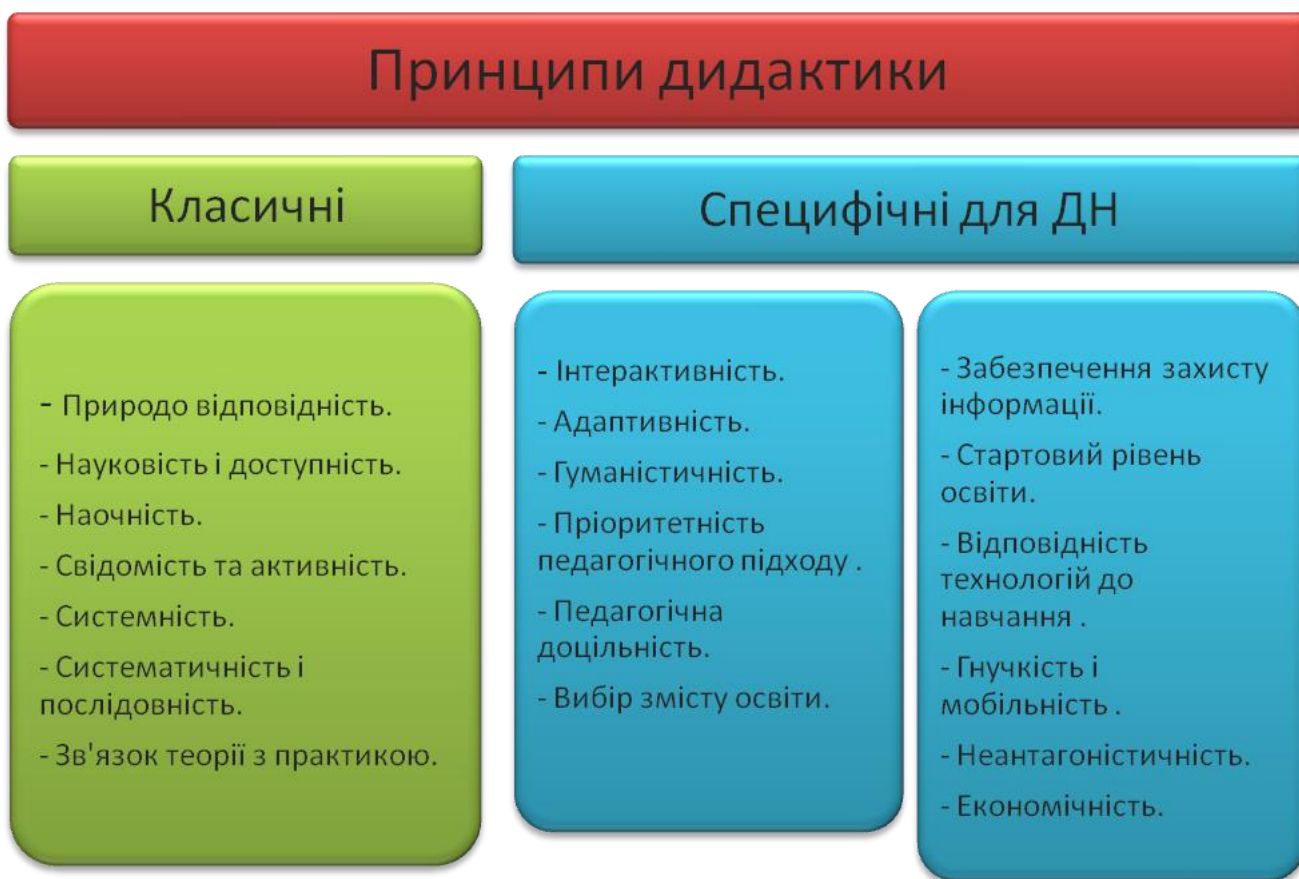 Принципи дидактики
Класичні
Специфічні для ДН
- Природо відповідність.
- Науковість і доступність.
- Наочність.
- Свідомість та активність.
- Системність.
- Систематичність і
послідовність.
- Зв'язок теорії з практикою.
- Інтерактивність.
- Адаптивність.
- Гуманістичність.
- Пріоритетність
педагогічного підходу .
- Педагогічна
доцільність.
- Вибір змісту освіти.
- Забезпечення захисту
інформації.
- Стартовий рівень
освіти.
- Відповідність
технологій до
навчання .
- Гнучкість і
мобільність .
- Неантагоністичність.
- Економічність.